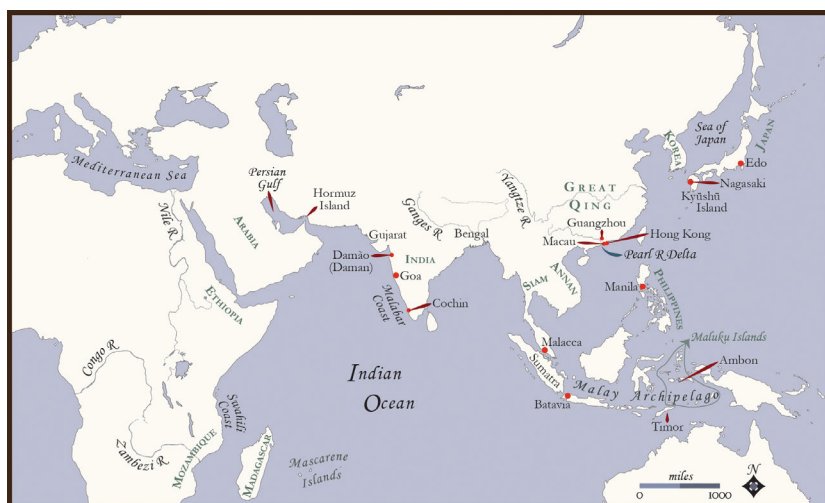 Sea of
Japan
JAPAN
KOREA
Edo
Mediterranean Sea
Persian
Gulf
Hormuz
Island
Nile R
ARABIA
Ganges R
Yangtze R
GREAT
QING
Nagasaki
Kyūshū
Island
Guangzhou
Hong Kong
Macau
Pearl R Delta
Gujarat
Bengal
Damão
(Daman)
INDIA
Goa
Malabar
Coast
Cochin
SIAM
ANNAN
Manila
PHILIPPINES
ETHIOPIA
Maluku Islands
Malacca
Ambon
Sumatra
Congo R
Indian
Ocean
Malay Archipelago
Swahili
Coast
Batavia
Timor
Zambezi R
MOZAMBIQUE
MADAGASCAR
Mascarene
Islands
miles
0 1000
N